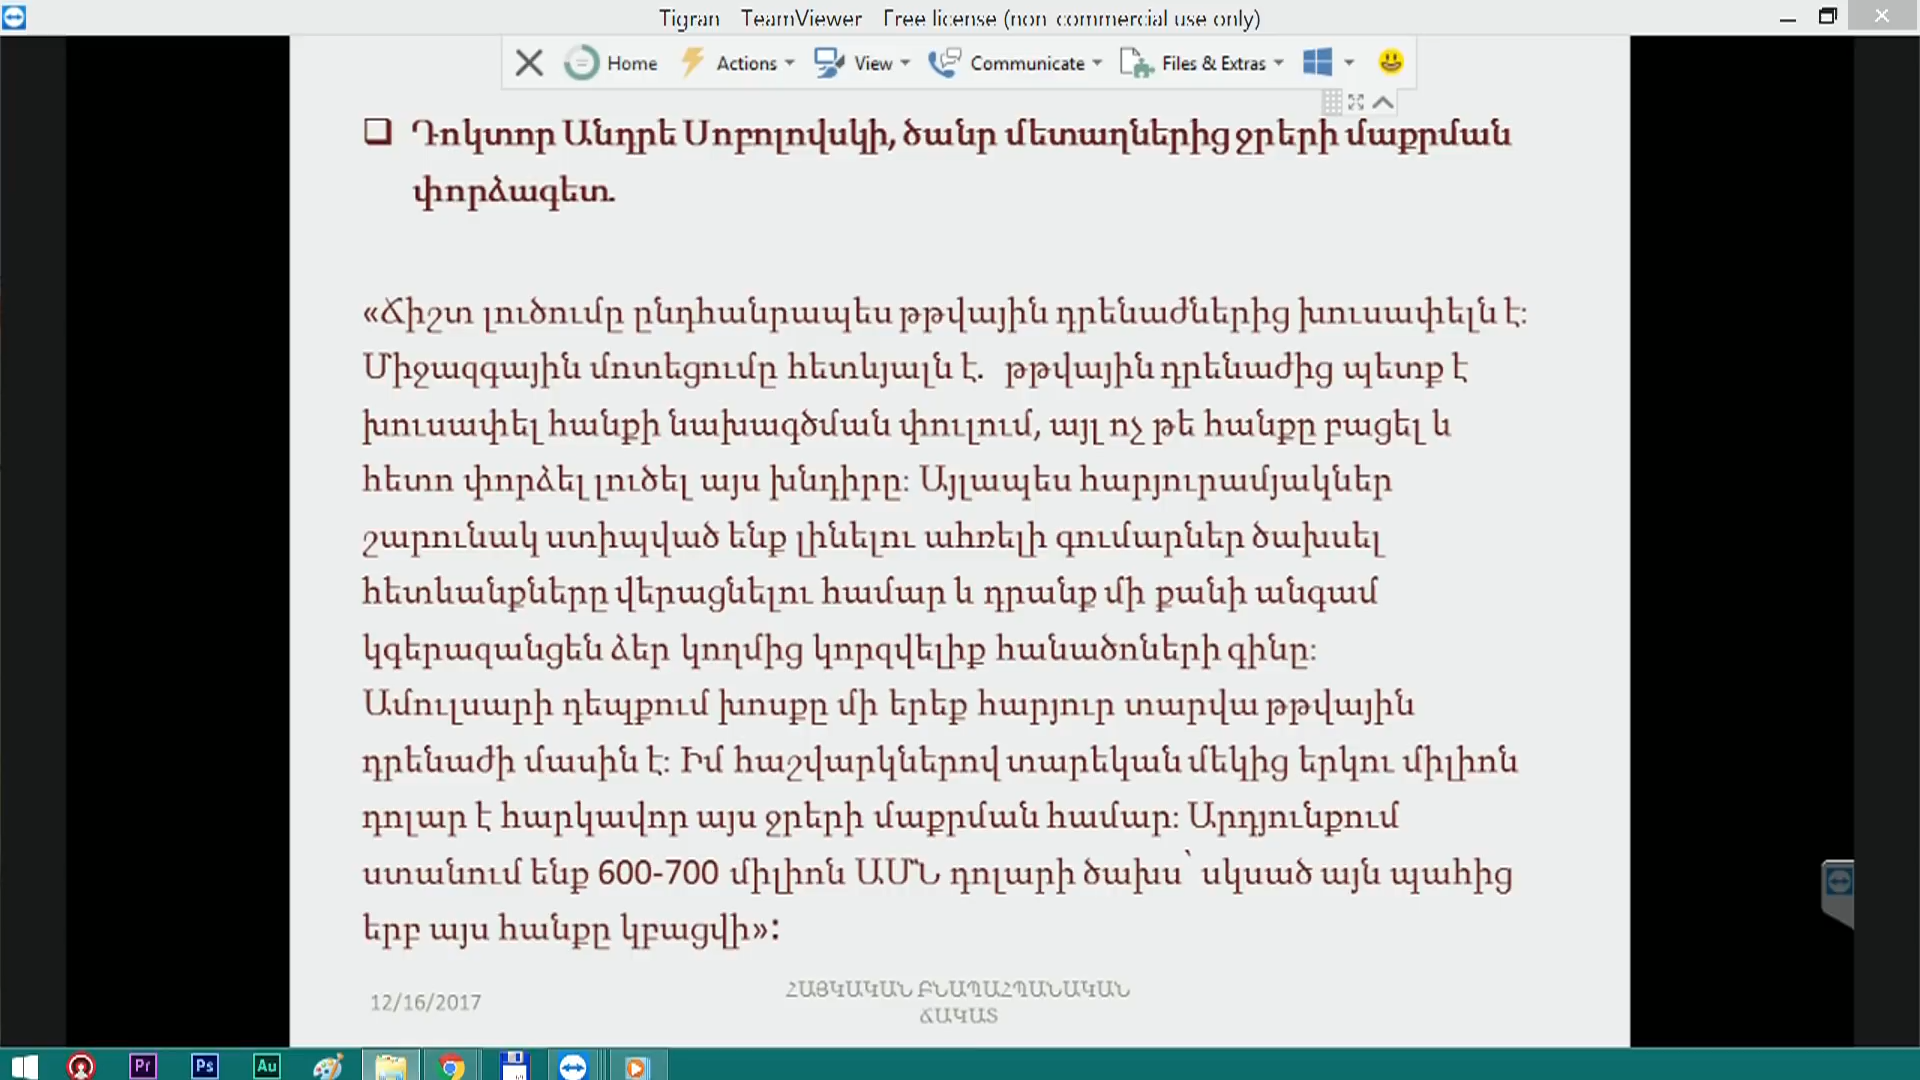 Tigran TeamViewer Free license (non commercial use only)
Home Actions View Communicate Files & Extras
Դոկտոր Անդրե Սոբոլովսկի, ծանր մետաղներից ջրերի մաքրման
փորձագետ.
«Ճիշտ լուծումը ընդհանրապես թթվային դրենաժներից խուսափելն է։
Միջազգային մոտեցումը հետևյալն է. թթվային դրենաժից պետք է
խուսափել հանքի նախագծման փուլում, այլ ոչ թե հանքը բացել և
հետո փորձել լուծել այս խնդիրը։ Այլապես հարյուրամյակներ
շարունակ ստիպված ենք լինելու ահռելի գումարներ ծախսել
հետևանքները վերացնելու համար և դրանք մի քանի անգամ
կգերազանցեն ձեր կողմից կորզվելիք հանածոների գինը։
Ամուլսարի դեպքում խոսքը մի երեք հարյուր տարվա թթվային
դրենաժի մասին է։ Իմ հաշվարկներով տարեկան մեկից երկու միլիոն
դոլար է հարկավոր այս ջրերի մաքրման համար։ Արդյունքում
ստանում ենք 600-700 միլիոն ԱՄՆ դոլարի ծախս՝ սկսած այն պահից
երբ այս հանքը կբացվի»:
12/16/2017
ՀԱՅԿԱԿԱՆ ԲՆԱՊԱՀՊԱՆԱԿԱՆ
ՃԱԿԱՏ
Pr Ps Au